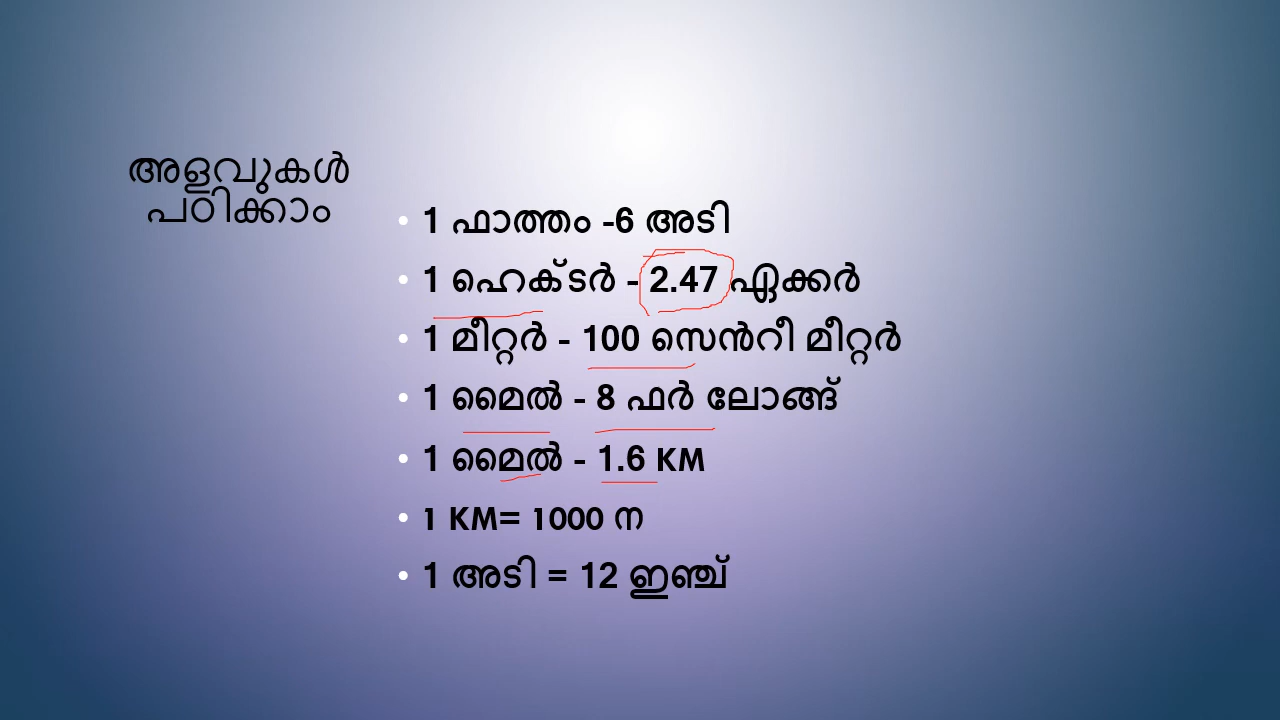 അളവുകൾ
പഠിക്കാം
• 1 ഫാത്തം -6 അടി
• 1 ഹെക്ടർ - 2.47 ഏക്കർ
• 1 മീറ്റർ - 100 സെൻറീ മീറ്റർ
• 1 മൈൽ - 8 ഫർ ലോങ്ങ്
• 1 മൈൽ - 1.6 KM
• 1 KM= 1000 ന
• 1 അടി = 12 ഇഞ്ച്